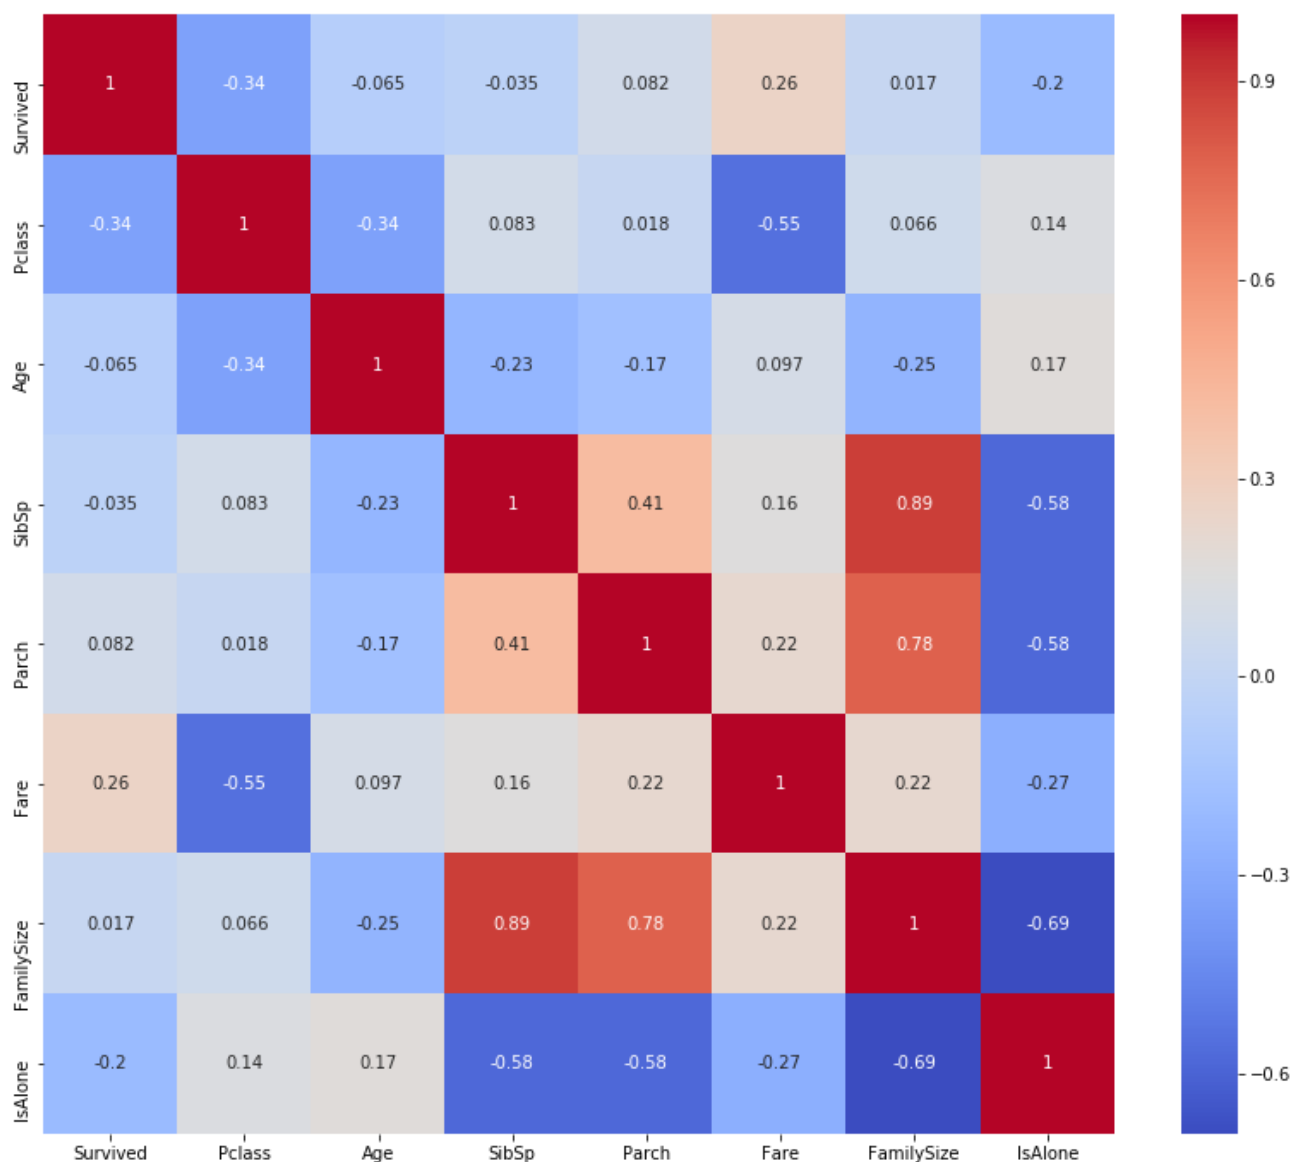 Survived 1 -0.34 -0.065 -0.035 0.082 0.26 0.017 -0.2
Pclass -0.34 1 -0.34 0.083 0.018 -0.55 0.066 0.14
Age -0.065 -0.34 1 -0.23 -0.17 0.097 -0.25 0.17
SibSp -0.035 0.083 -0.23 1 0.41 0.16 0.89 -0.58
Parch 0.082 0.018 -0.17 0.41 1 0.22 0.78 -0.58
Fare 0.26 -0.55 0.097 0.16 0.22 1 0.22 -0.27
FamilySize 0.017 0.066 -0.25 0.89 0.78 0.22 1 -0.69
IsAlone -0.2 0.14 0.17 -0.58 -0.58 -0.27 -0.69 1
Survived Pclass Age SibSp Parch Fare FamilySize IsAlone
0.9
0.6
0.3
0.0
−0.3
−0.6